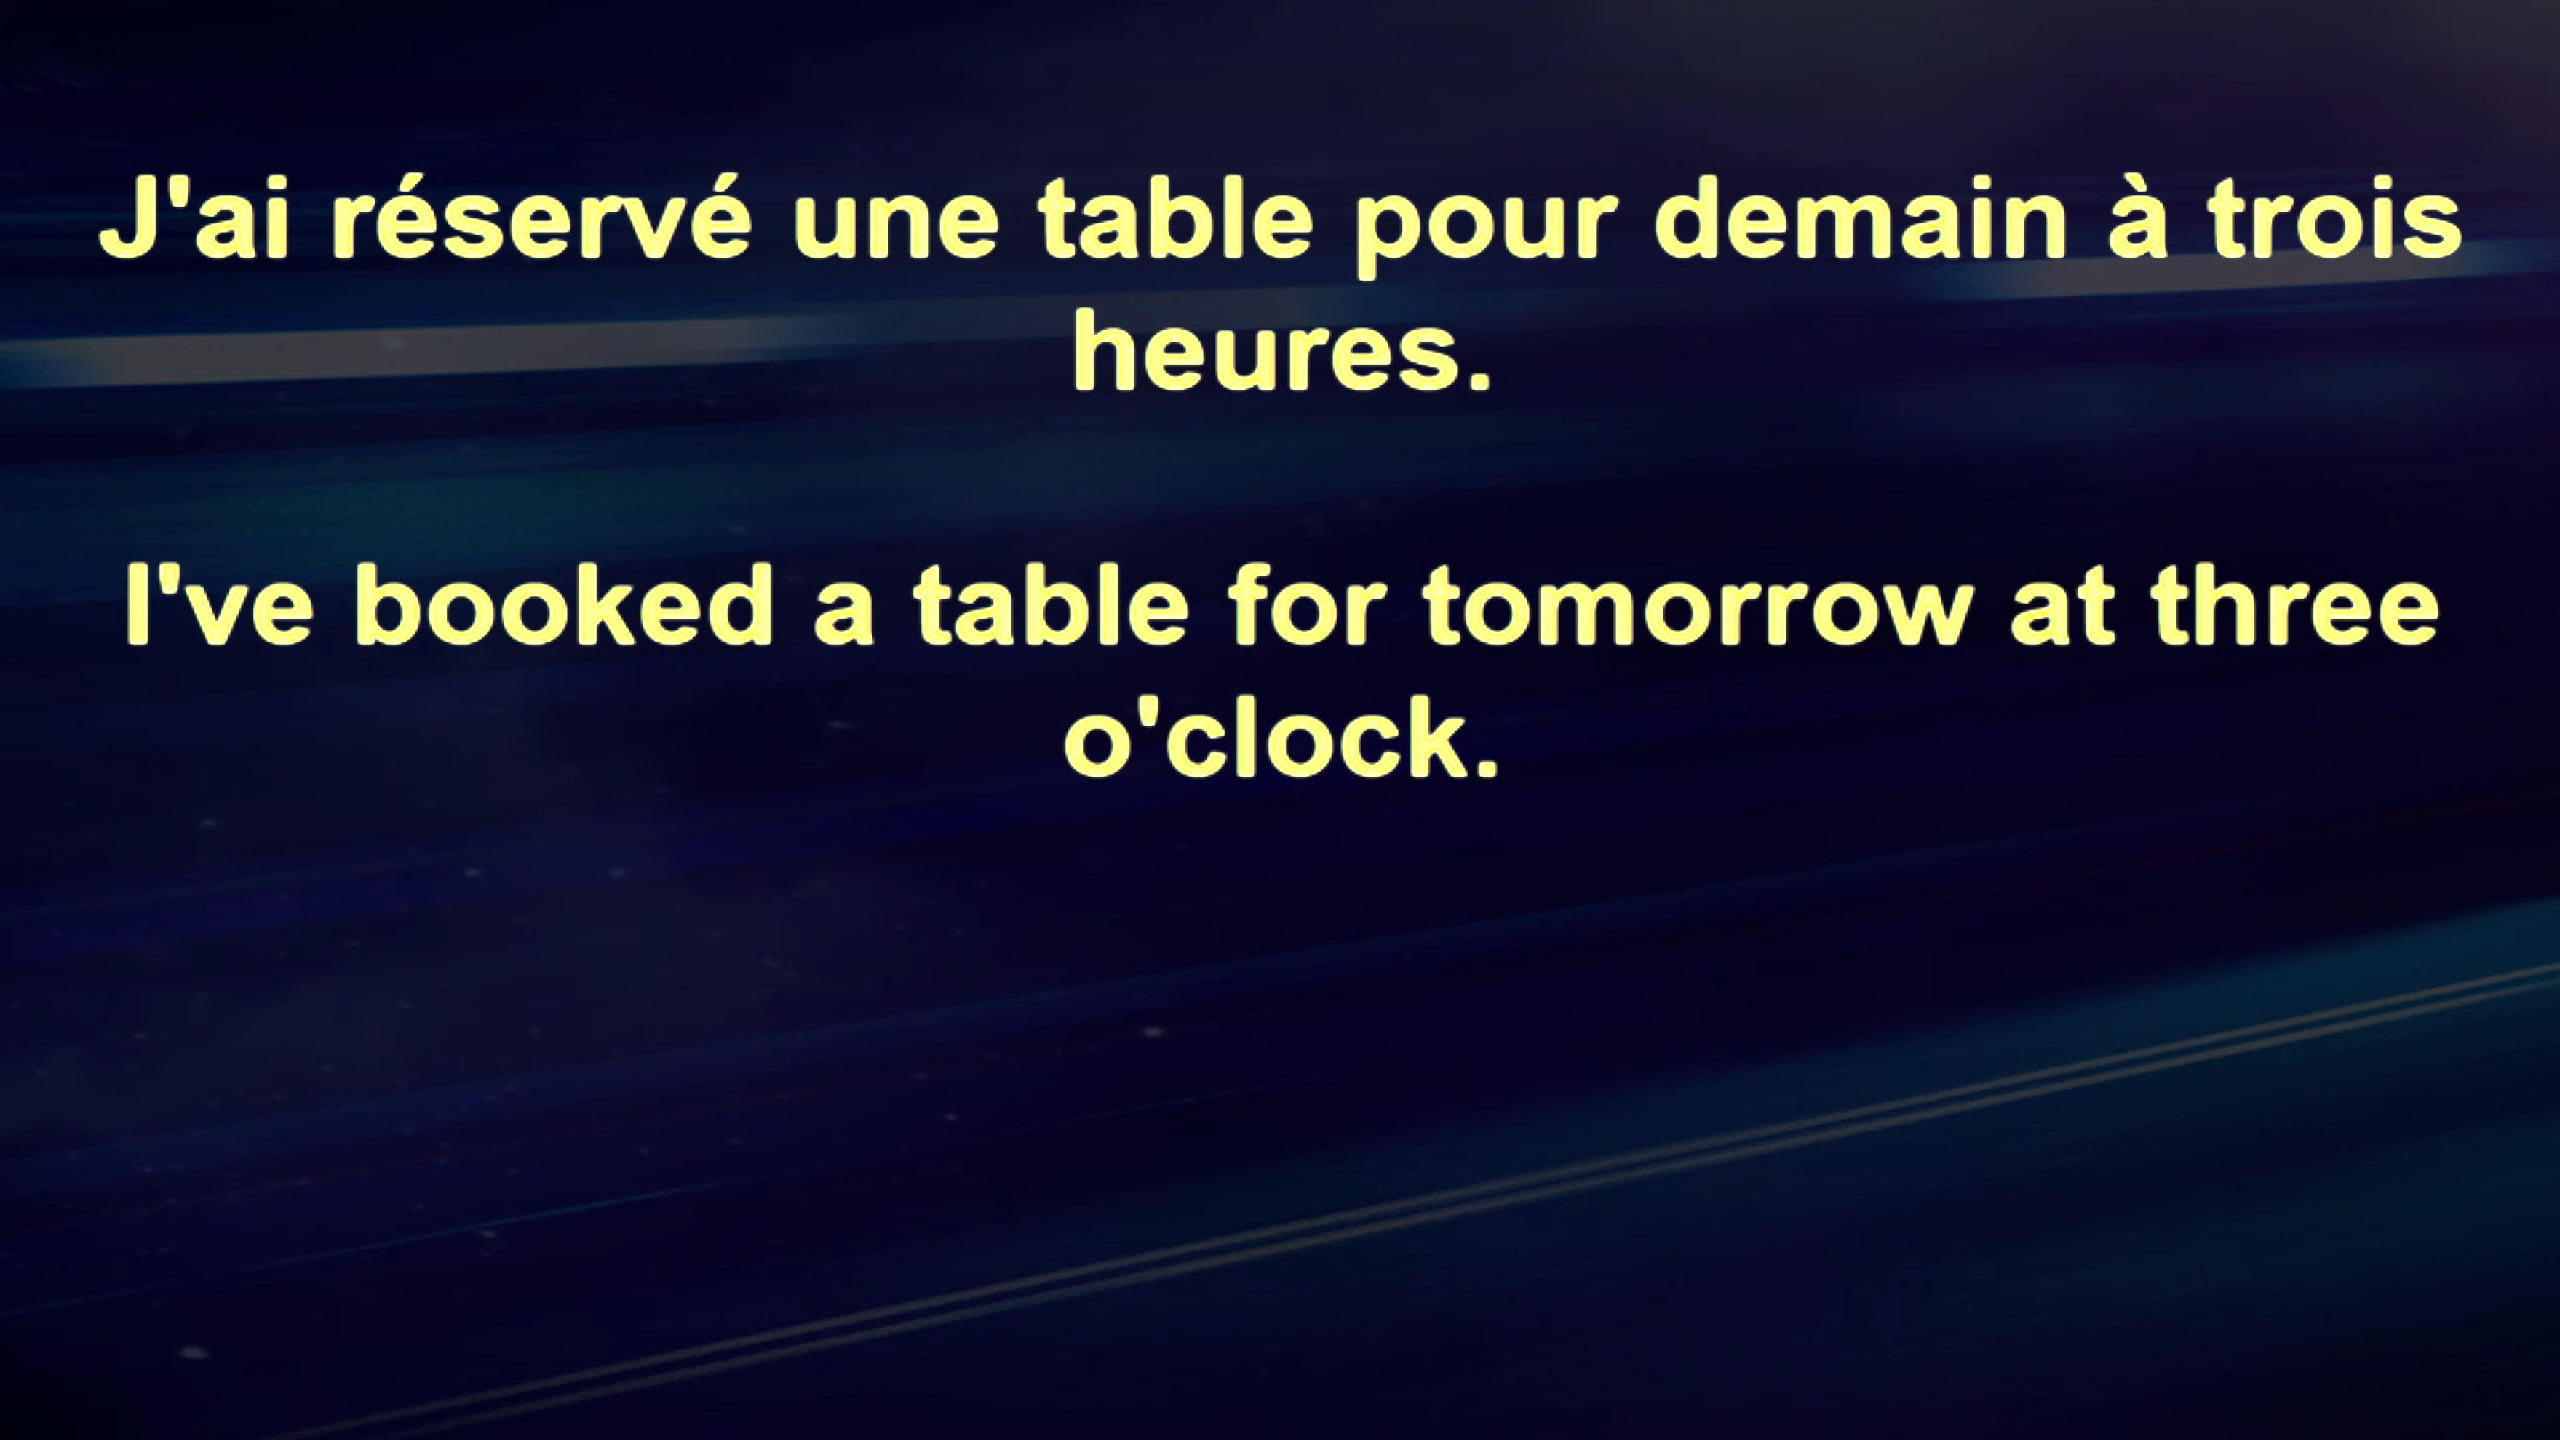 J'ai réservé une table pour demain à trois
heures.
I've booked a table for tomorrow at three
o'clock.